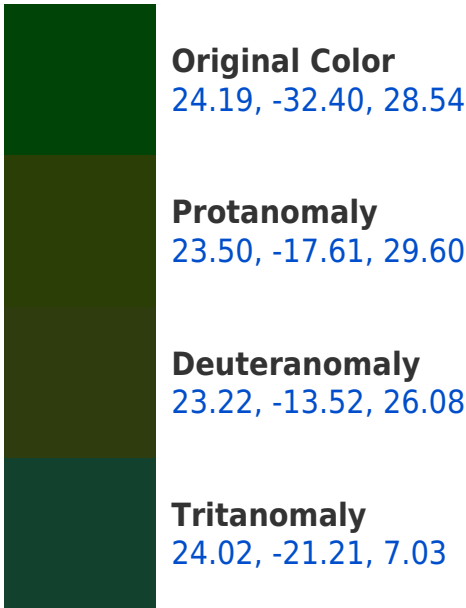 Original Color
24.19, -32.40, 28.54
Protanomaly
23.50, -17.61, 29.60
Deuteranomaly
23.22, -13.52, 26.08
Tritanomaly
24.02, -21.21, 7.03